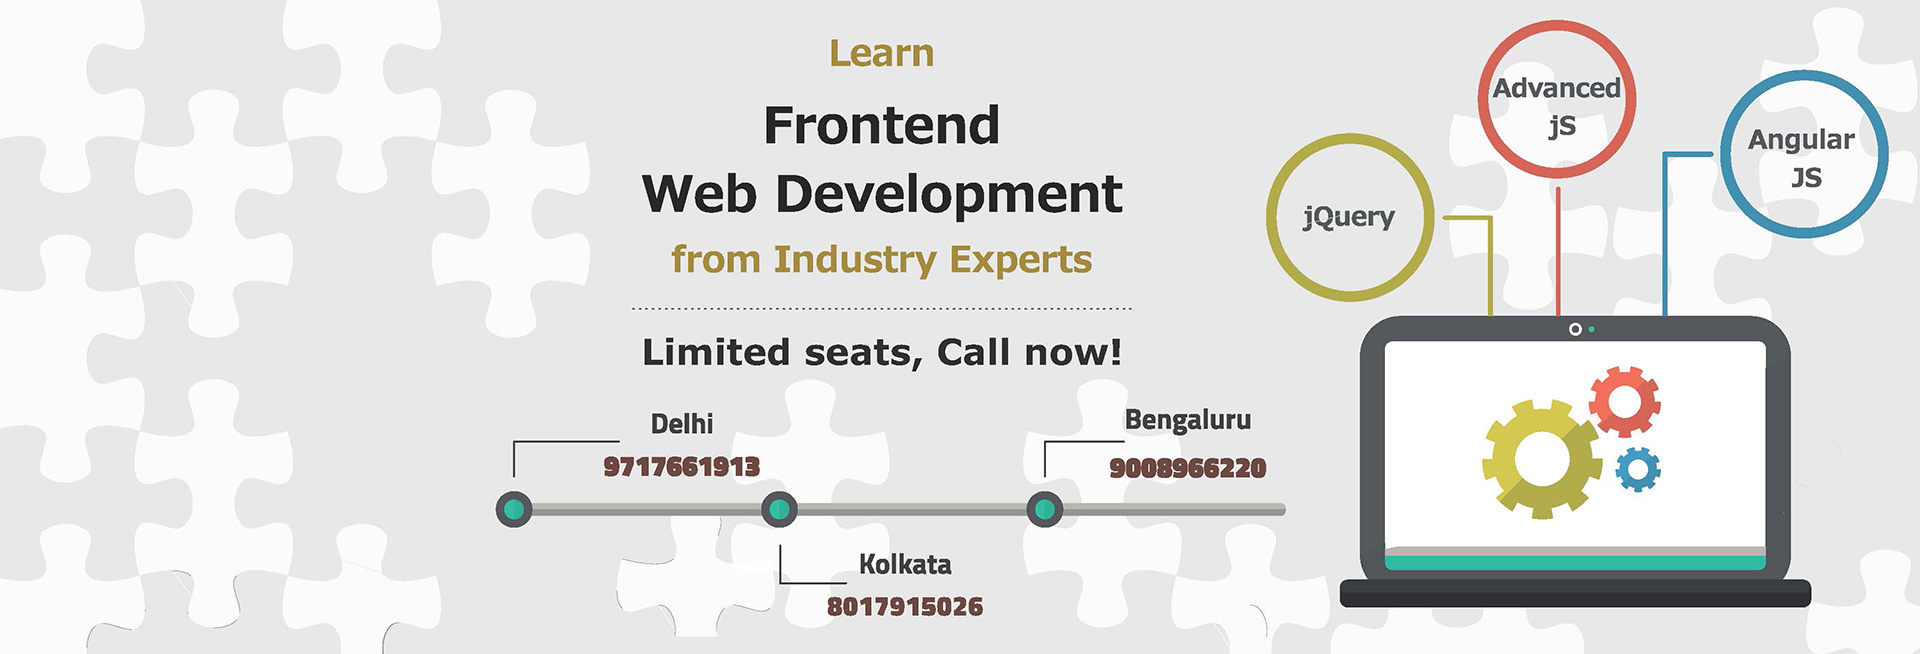 Learn
Frontend
Web Development
from Industry Experts
Limited seats, Call now!
Delhi
9717661913
Bengaluru
9008966220
Kolkata
8017915026
jQuery
Advanced
jS
Angular
JS